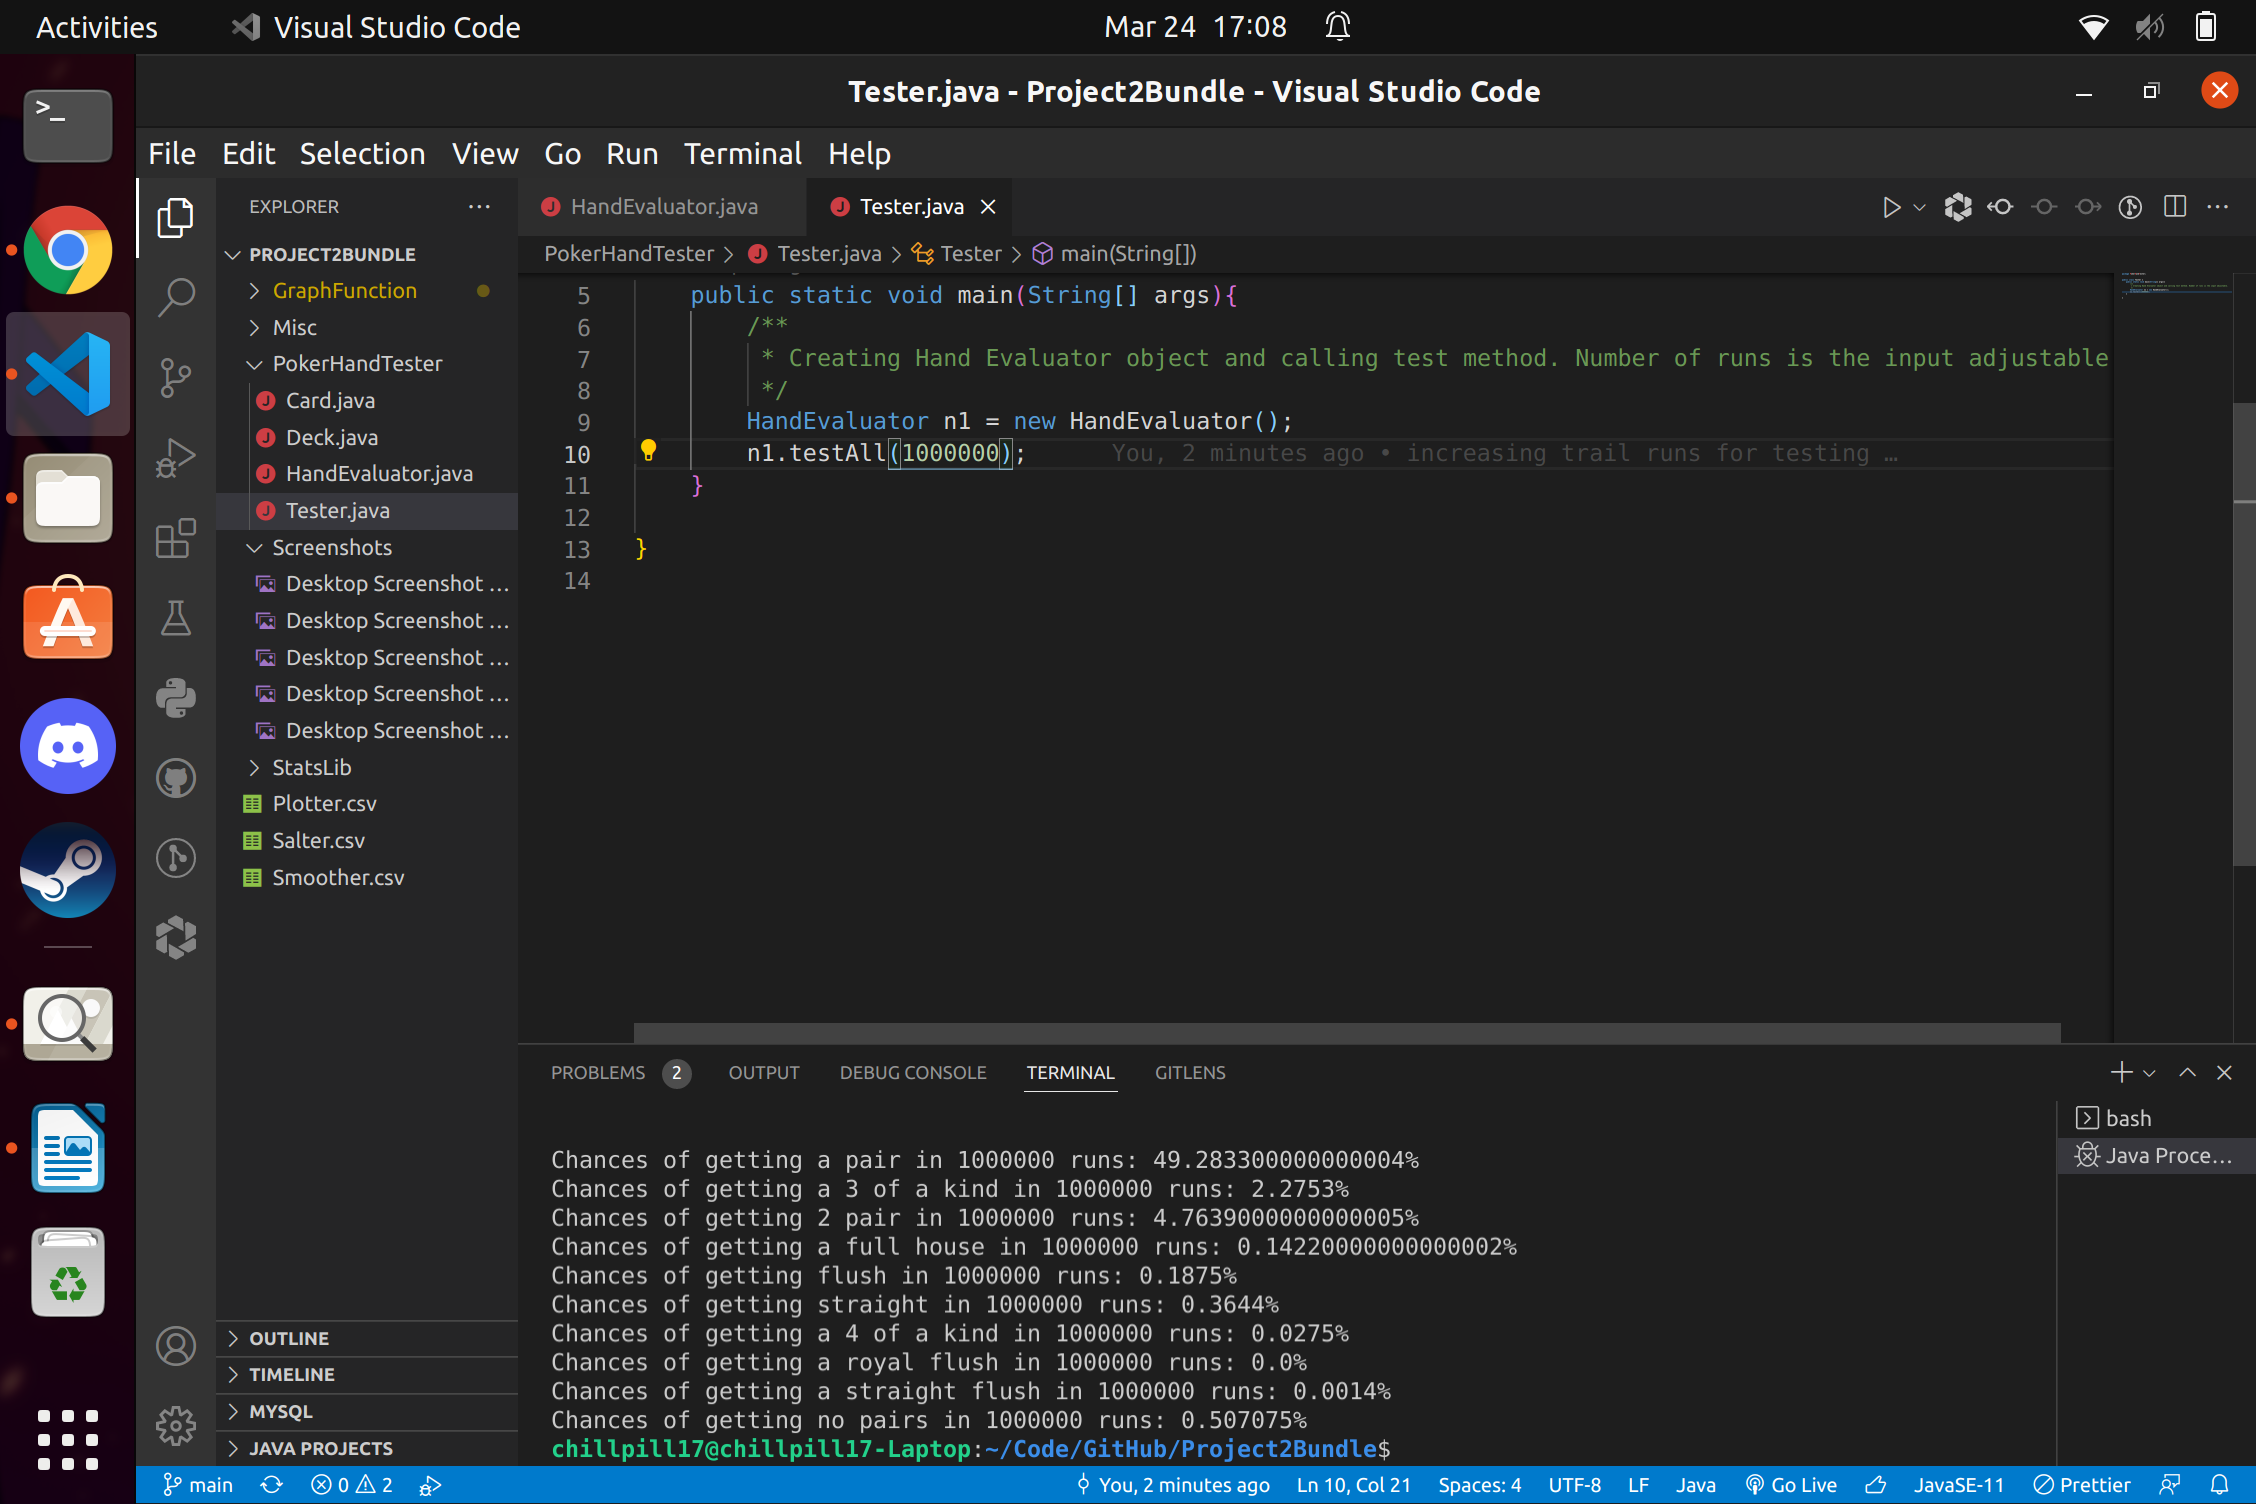 Activities
Visual Studio Code
Mar 24 17:08
Tester.java - Project2Bundle - Visual Studio Code
File Edit Selection View Go Run Terminal Help
EXPLORER
PROJECT2BUNDLE
GraphFunction
Misc
PokerHandTester
Card.java
Deck.java
HandEvaluator.java
Tester.java
Screenshots
Desktop Screenshot ...
Desktop Screenshot ...
Desktop Screenshot ...
Desktop Screenshot ...
Desktop Screenshot ...
StatsLib
Plotter.csv
Salter.csv
Smoother.csv
OUTLINE
TIMELINE
MYSQL
JAVA PROJECTS
HandEvaluator.java Tester.java
PokerHandTester > Tester.java > Tester > main(String[])
5 public static void main(String[] args){
6 /**
7 * Creating Hand Evaluator object and calling test method. Number of runs is the input adjustable
8 */
9 HandEvaluator n1 = new HandEvaluator();
10 n1.testAll(1000000); You, 2 minutes ago • increasing trail runs for testing …
11 }
12
13 }
14
PROBLEMS 2 OUTPUT DEBUG CONSOLE TERMINAL GITLENS
bash
Java Proce...
Chances of getting a pair in 1000000 runs: 49.283300000000004%
Chances of getting a 3 of a kind in 1000000 runs: 2.2753%
Chances of getting 2 pair in 1000000 runs: 4.763900000000005%
Chances of getting a full house in 1000000 runs: 0.14220000000000002%
Chances of getting flush in 1000000 runs: 0.1875%
Chances of getting straight in 1000000 runs: 0.3644%
Chances of getting a 4 of a kind in 1000000 runs: 0.0275%
Chances of getting a royal flush in 1000000 runs: 0.0%
Chances of getting a straight flush in 1000000 runs: 0.0014%
Chances of getting no pairs in 1000000 runs: 0.507075%
chillpill17@chillpill17-Laptop:~/Code/GitHub/Project2Bundle$
main 0 2 You, 2 minutes ago Ln 10, Col 21 Spaces: 4 UTF-8 LF Java Go Live JavaSE-11 Prettier